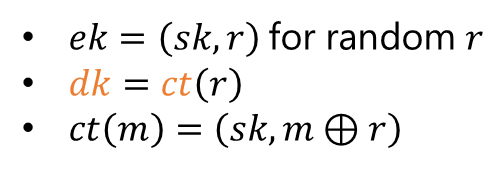 • ek = (sk, r) for random r
• dk = ct(r)
• ct(m) = (sk, m ⊕ r)